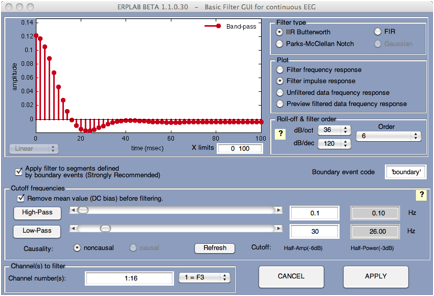 ERPLAB BETA 1.1.0.30 - Basic Filter GUI for continuous EEG
Filter type
IIR Butterworth
FIR
Parks-McClellan Notch
Gaussian
Plot
Filter frequency response
Filter impulse response
Unfiltered data frequency response
Preview filtered data frequency response
Roll-off & filter order
?
dB/oct
36
Order
dB/dec
120
6
0.14
0.12
0.1
0.08
0.06
0.04
0.02
0
Band-pass
amplitude
0
20
40
60
80
100
time (msec)
Linear
X limits
0 100
Apply filter to segments defined
by boundary events (Strongly Recommended)
Boundary event code
'boundary'
Cutoff frequencies
Remove mean value (DC bias) before filtering.
?
High-Pass
0.1
0.10
Hz
Low-Pass
30
26.00
Hz
Causality:
noncausal
causal
Refresh
Cutoff:
Half-Amp(-6dB)
Half-Power(-3dB)
Channel(s) to filter
Channel number(s):
1:16
1 = F3
CANCEL
APPLY